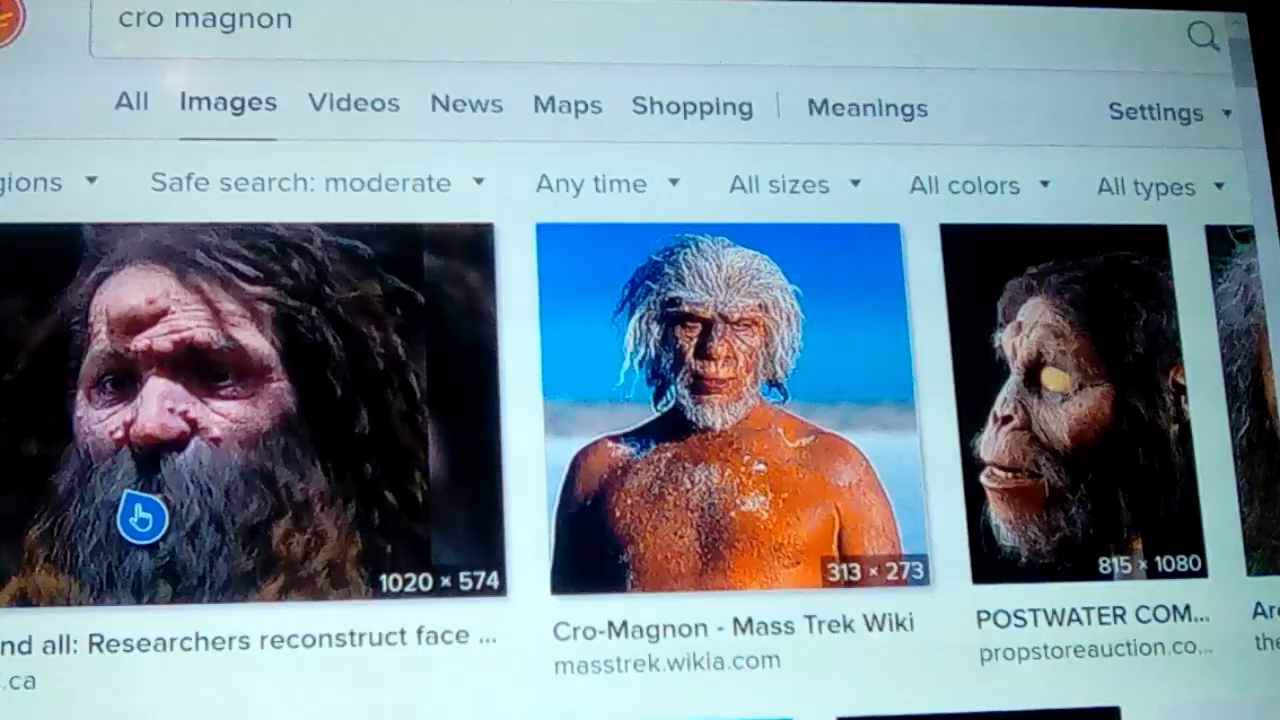 cro magnon
All Images Videos News Maps Shopping Meanings Settings
gions Safe search: moderate Any time All sizes All colors All types
1020 × 574
313 × 273
815 × 1080
nd all: Researchers reconstruct face ...
.ca
Cro-Magnon - Mass Trek Wiki
masstrek.wikia.com
POSTWATER COM...
propstoreauction.co...
Are
the